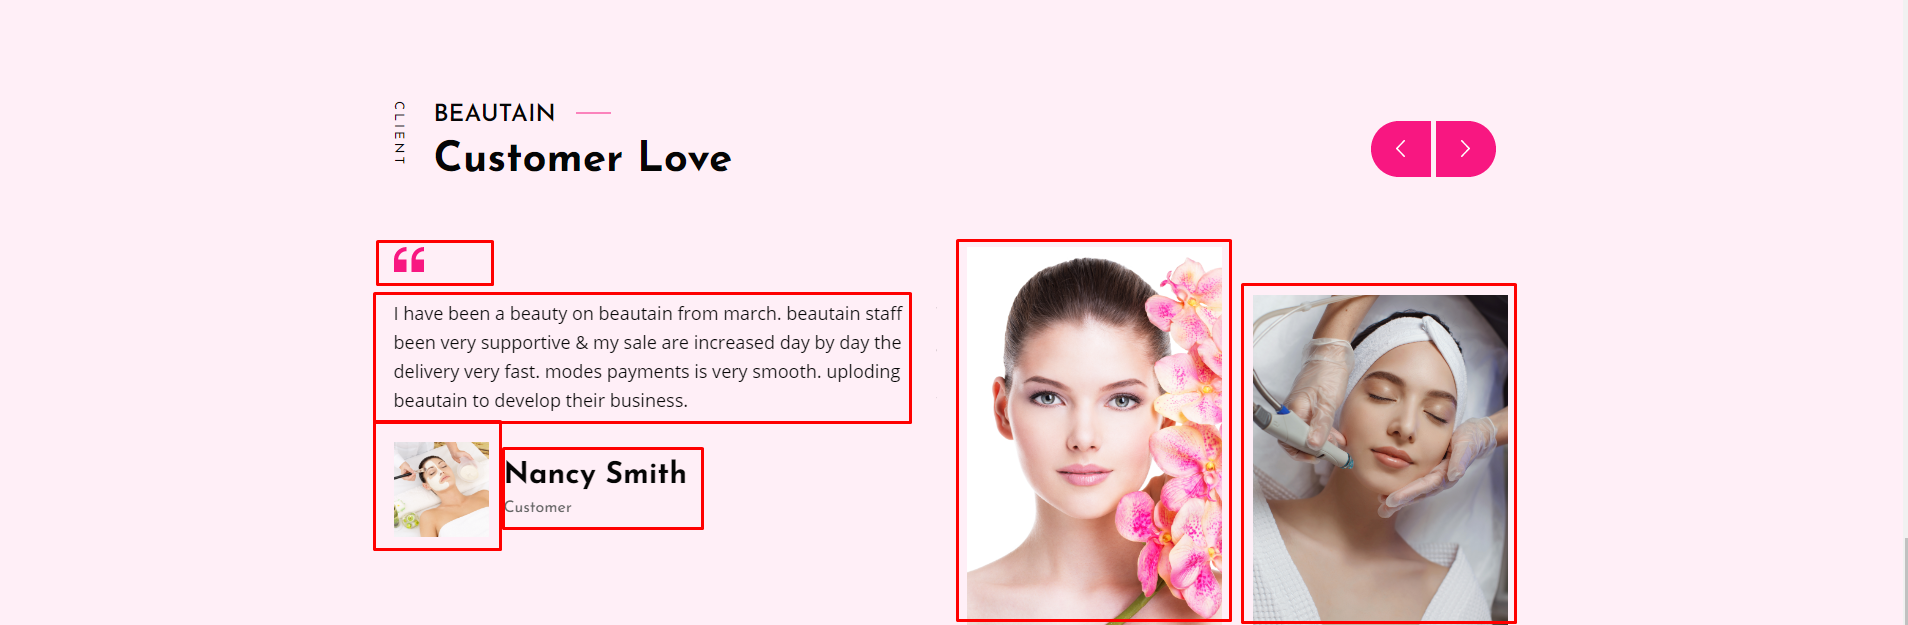 CLIENT
BEAUTAIN
Customer Love
I have been a beauty on beautain from march. beautain staff
been very supportive & my sale are increased day by day the
delivery very fast. modes payments is very smooth. uploding
beautain to develop their business.
Nancy Smith
Customer